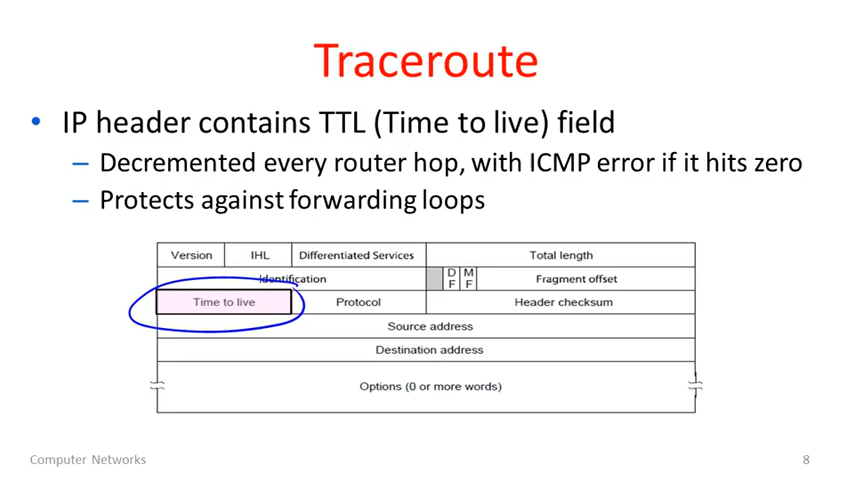 Traceroute
• IP header contains TTL (Time to live) field
– Decremented every router hop, with ICMP error if it hits zero
– Protects against forwarding loops
Version IHL Differentiated Services Total length
Identification D F M F Fragment offset
Time to live Protocol Header checksum
Source address
Destination address
Options (0 or more words)
Computer Networks 8